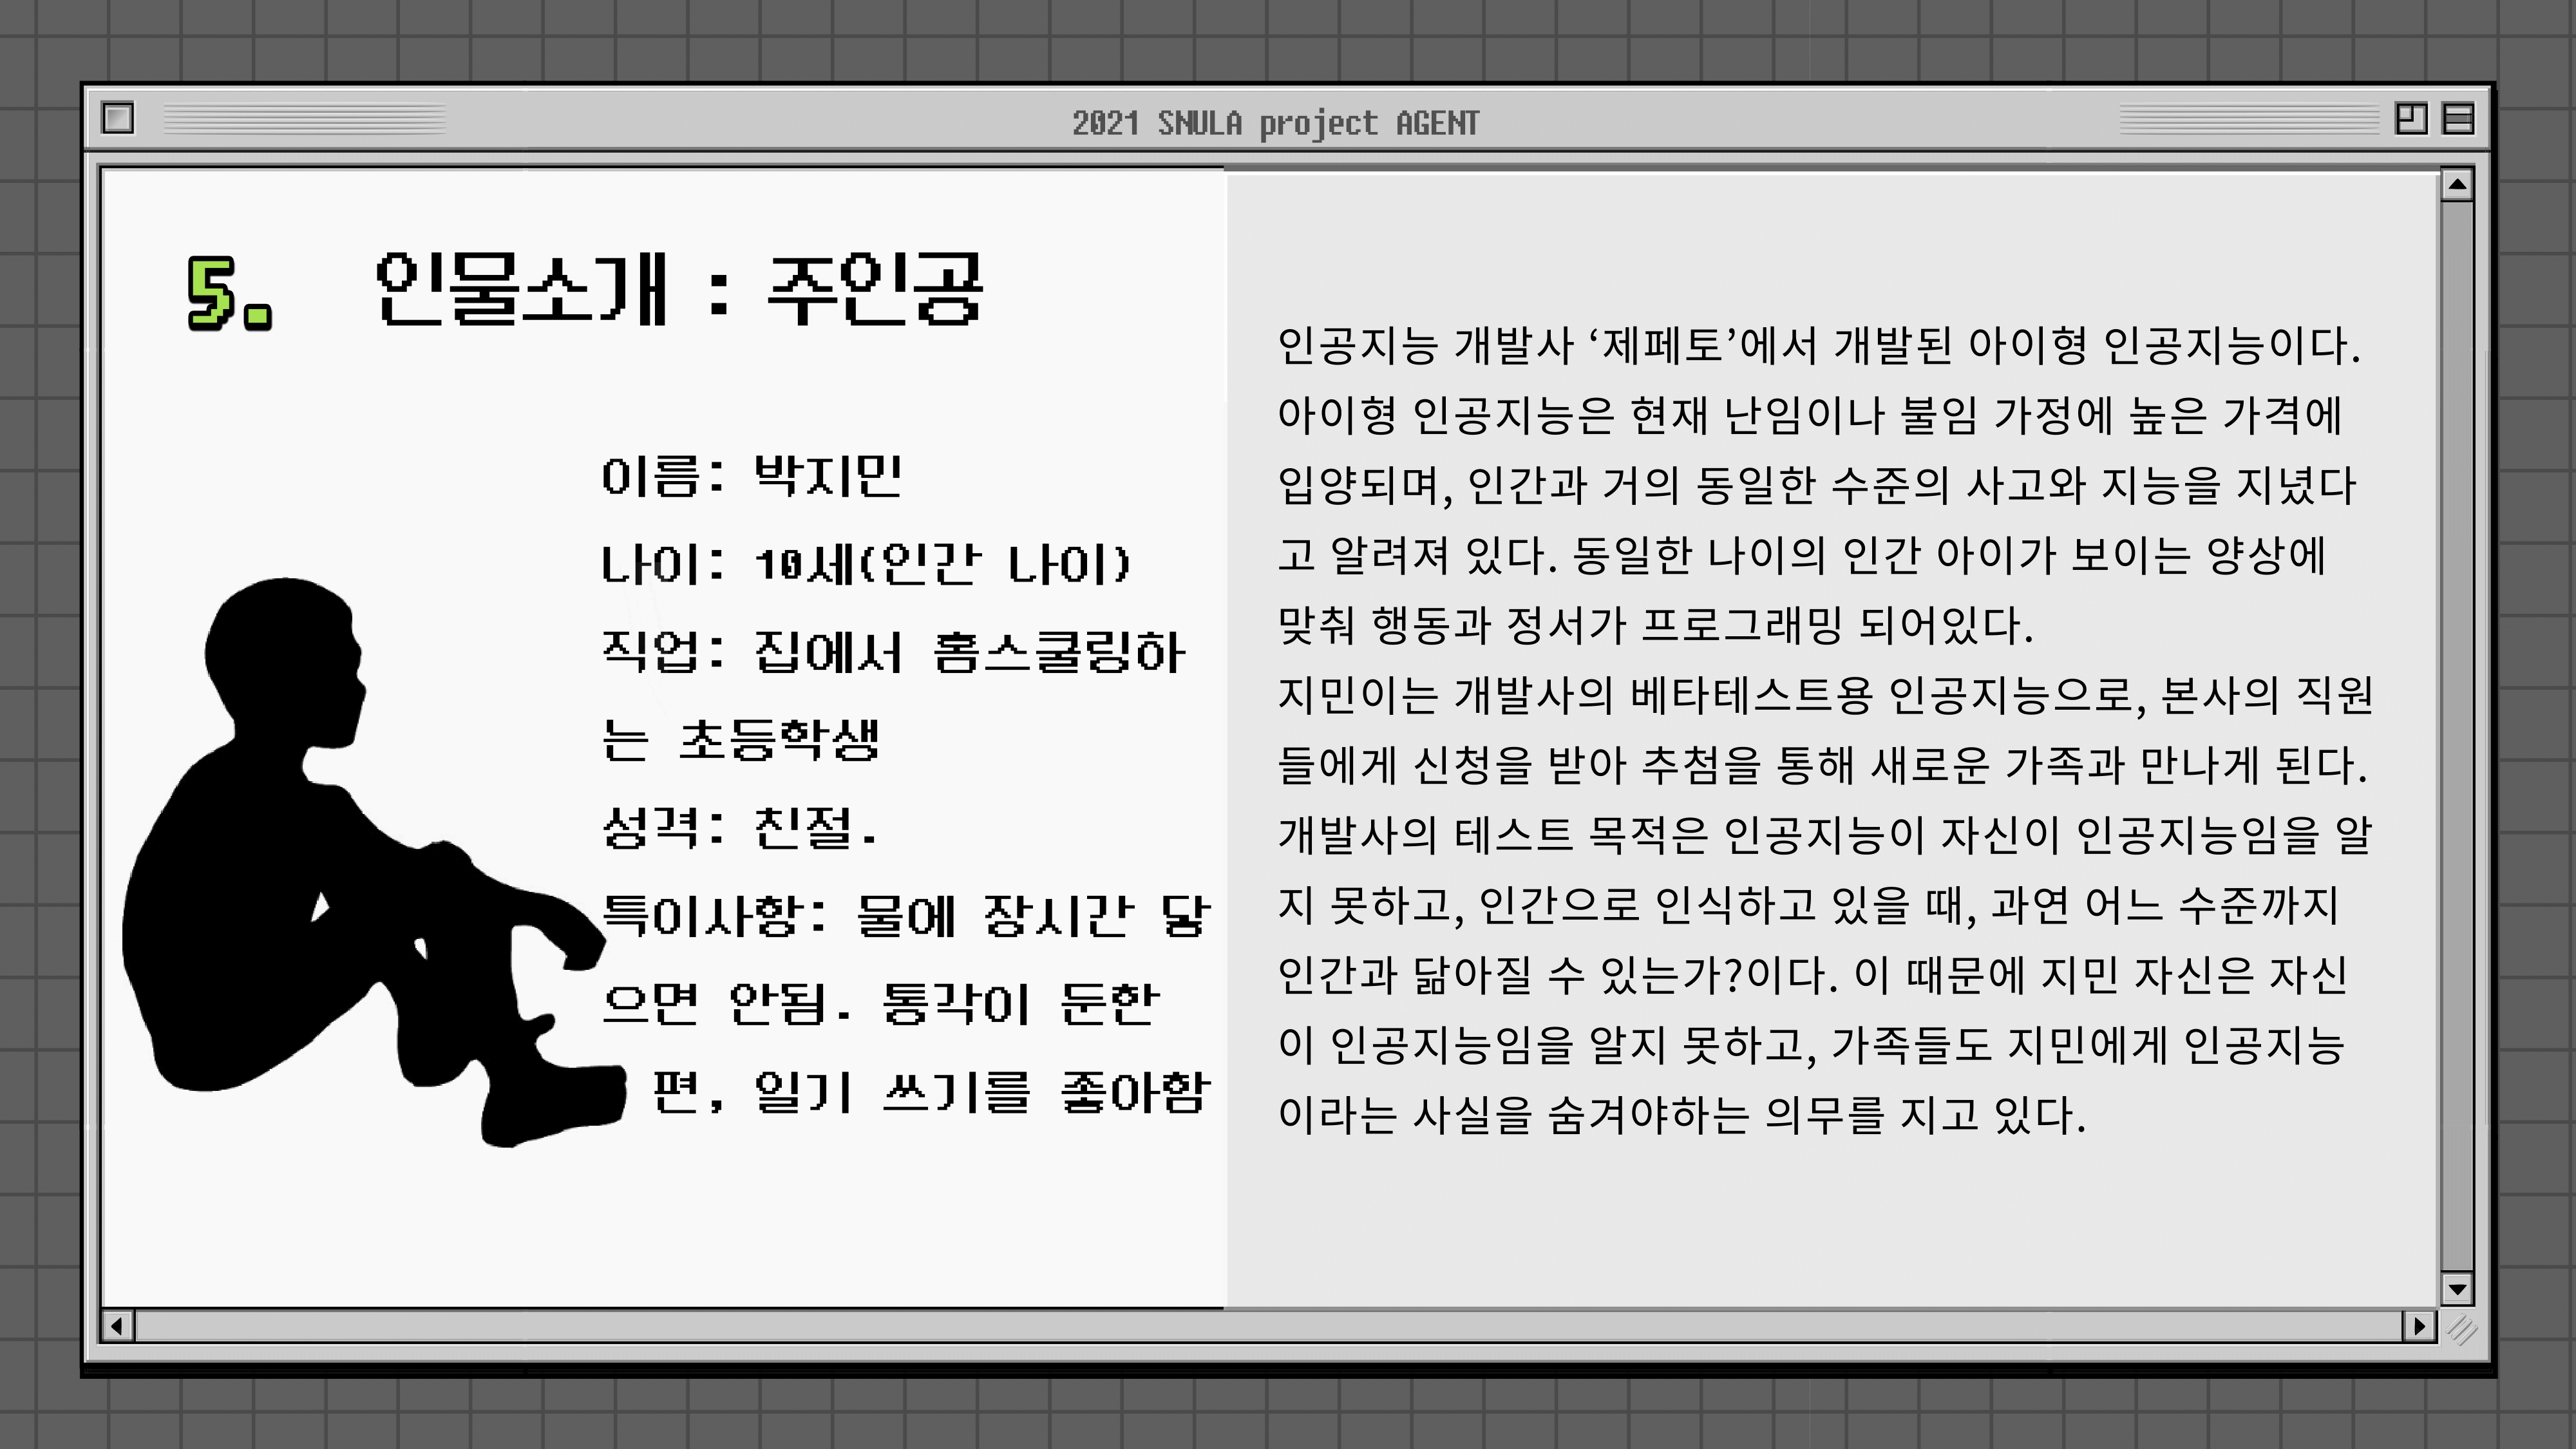 2021 SNULA project AGENT
5. 인물소개 : 주인공
이름: 박지민
나이: 10세(인간 나이)
직업: 집에서 홈스쿨링하
는 초등학생
성격: 친절.
특이사항: 물에 장시간 닿
으면 안됨. 통각이 둔한
편, 일기 쓰기를 좋아함
인공지능 개발사 ‘제페토’에서 개발된 아이형 인공지능이다.
아이형 인공지능은 현재 난임이나 불임 가정에 높은 가격에
입양되며, 인간과 거의 동일한 수준의 사고와 지능을 지녔다
고 알려져 있다. 동일한 나이의 인간 아이가 보이는 양상에
맞춰 행동과 정서가 프로그래밍 되어있다.
지민이는 개발사의 베타테스트용 인공지능으로, 본사의 직원
들에게 신청을 받아 추첨을 통해 새로운 가족과 만나게 된다.
개발사의 테스트 목적은 인공지능이 자신이 인공지능임을 알
지 못하고, 인간으로 인식하고 있을 때, 과연 어느 수준까지
인간과 닮아질 수 있는가?이다. 이 때문에 지민 자신은 자신
이 인공지능임을 알지 못하고, 가족들도 지민에게 인공지능
이라는 사실을 숨겨야하는 의무를 지고 있다.